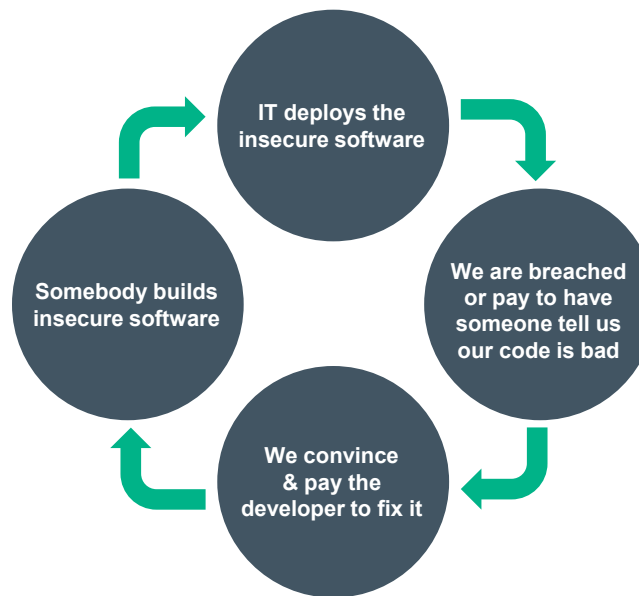 IT deploys the
insecure software
We are breached
or pay to have
someone tell us
our code is bad
We convince
& pay the
developer to fix it
Somebody builds
insecure software